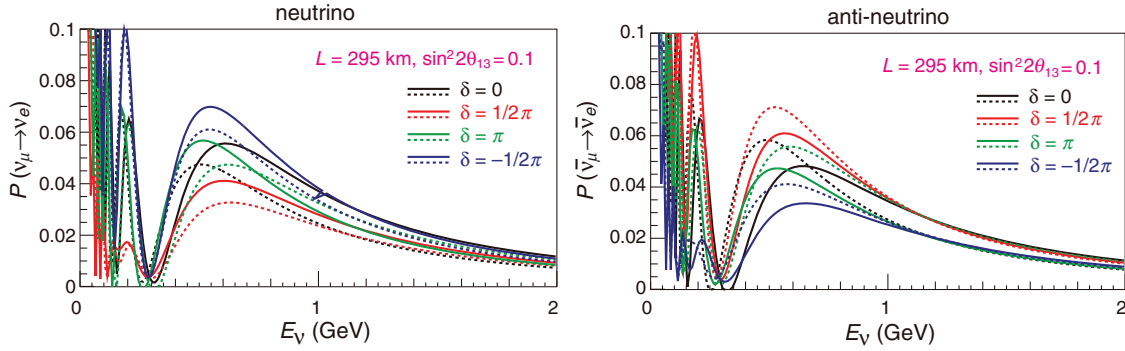 neutrino
P (νμ→νe)
0.1
0.08
0.06
0.04
0.02
0
L = 295 km, sin²2θ₁₃=0.1
δ = 0
δ = 1/2π
δ = π
δ = −1/2π
0
1
2
Eν (GeV)
anti-neutrino
P (ν̄μ→ν̄e)
0.1
0.08
0.06
0.04
0.02
0
L = 295 km, sin²2θ₁₃=0.1
δ = 0
δ = 1/2π
δ = π
δ = −1/2π
0
1
2
Eν (GeV)